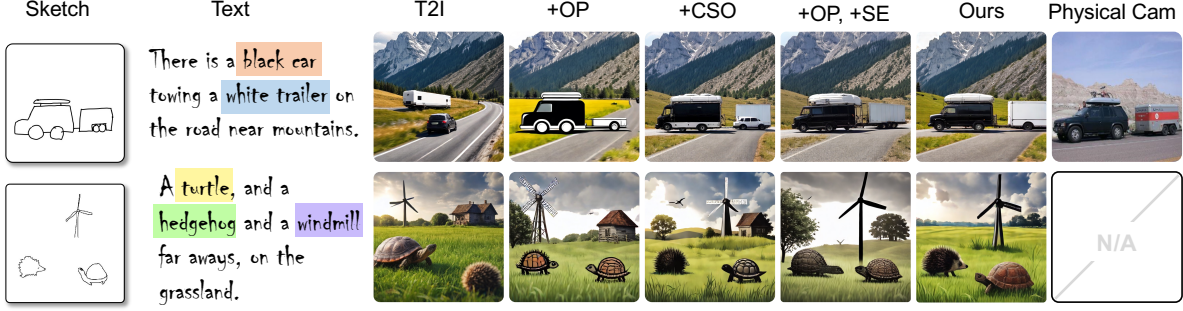 Sketch Text T2I +OP +CSO +OP, +SE Ours Physical Cam
There is a black car
towing a white trailer on
the road near mountains.
A turtle, and a
hedgehog and a windmill
far aways, on the
grassland.
N/A